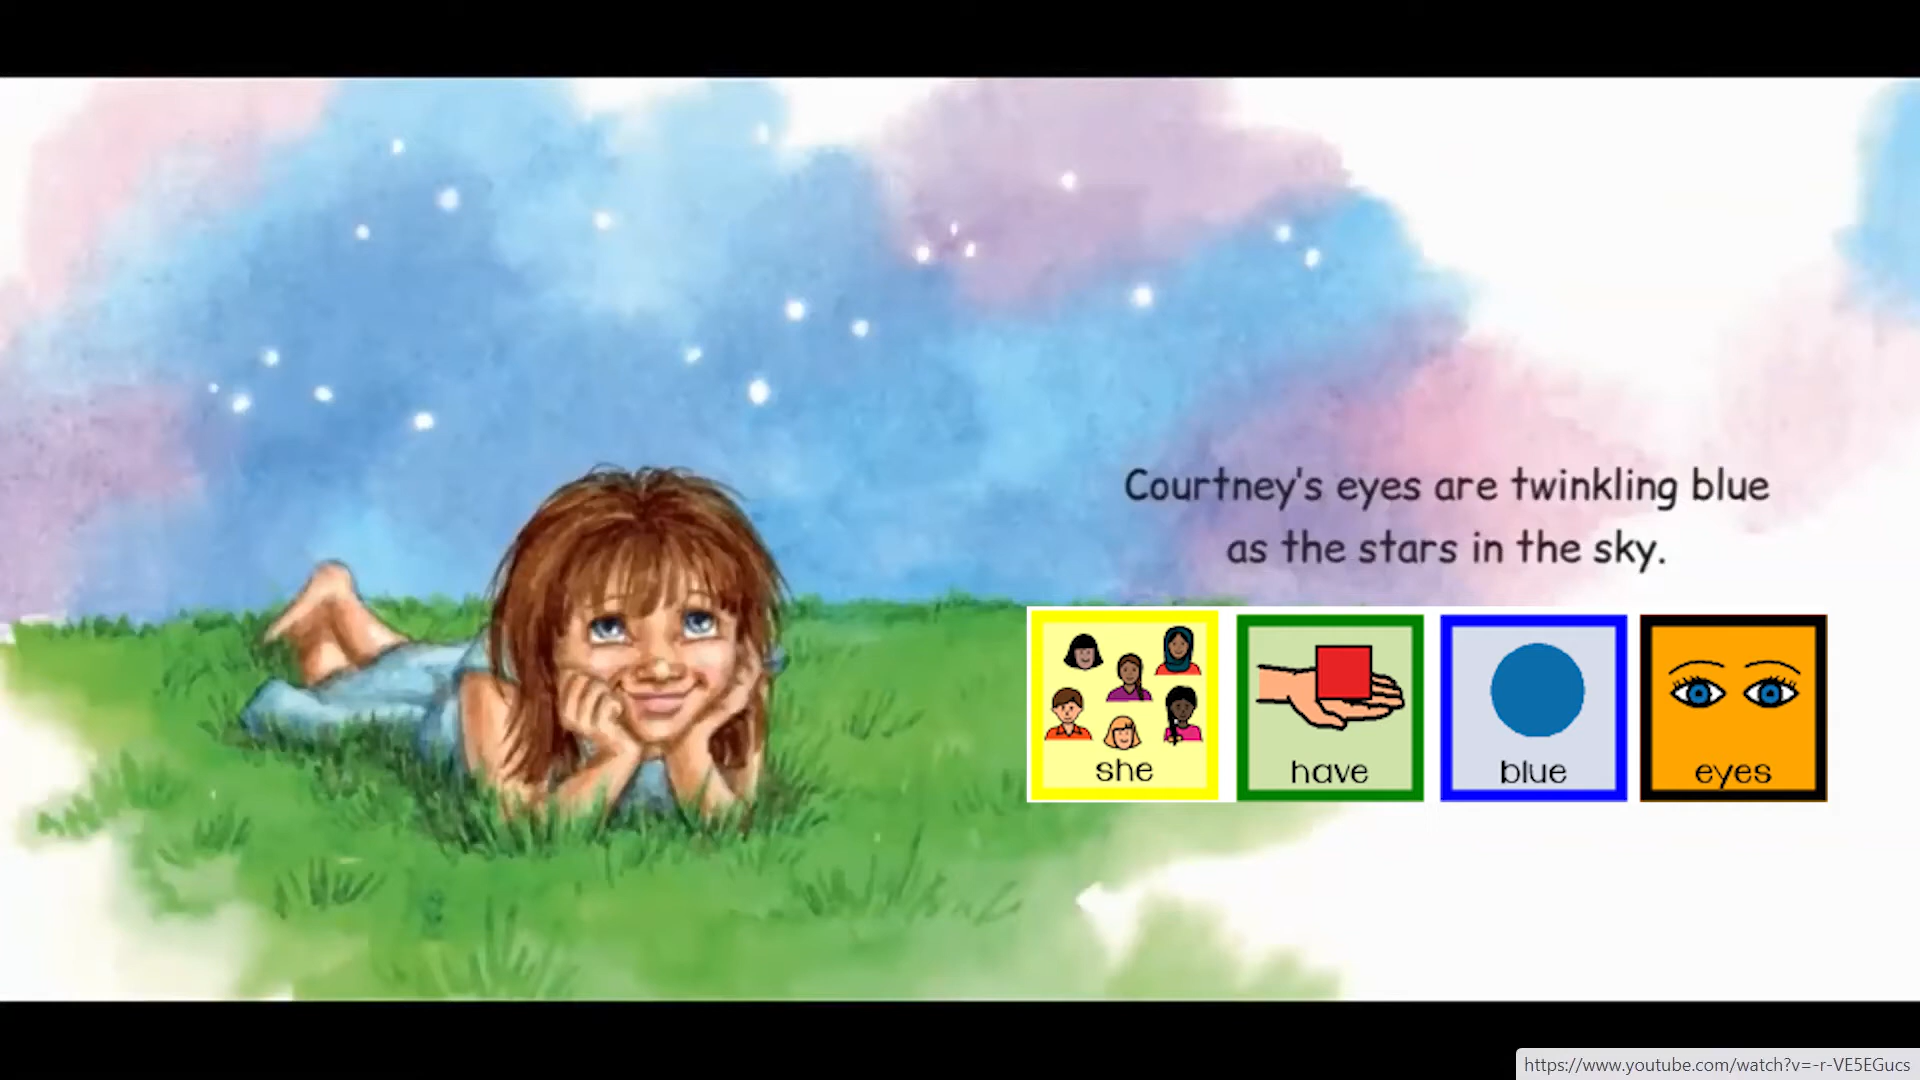 Courtney's eyes are twinkling blue
as the stars in the sky.
she have blue eyes
https://www.youtube.com/watch?v=-r-VE5EGucs